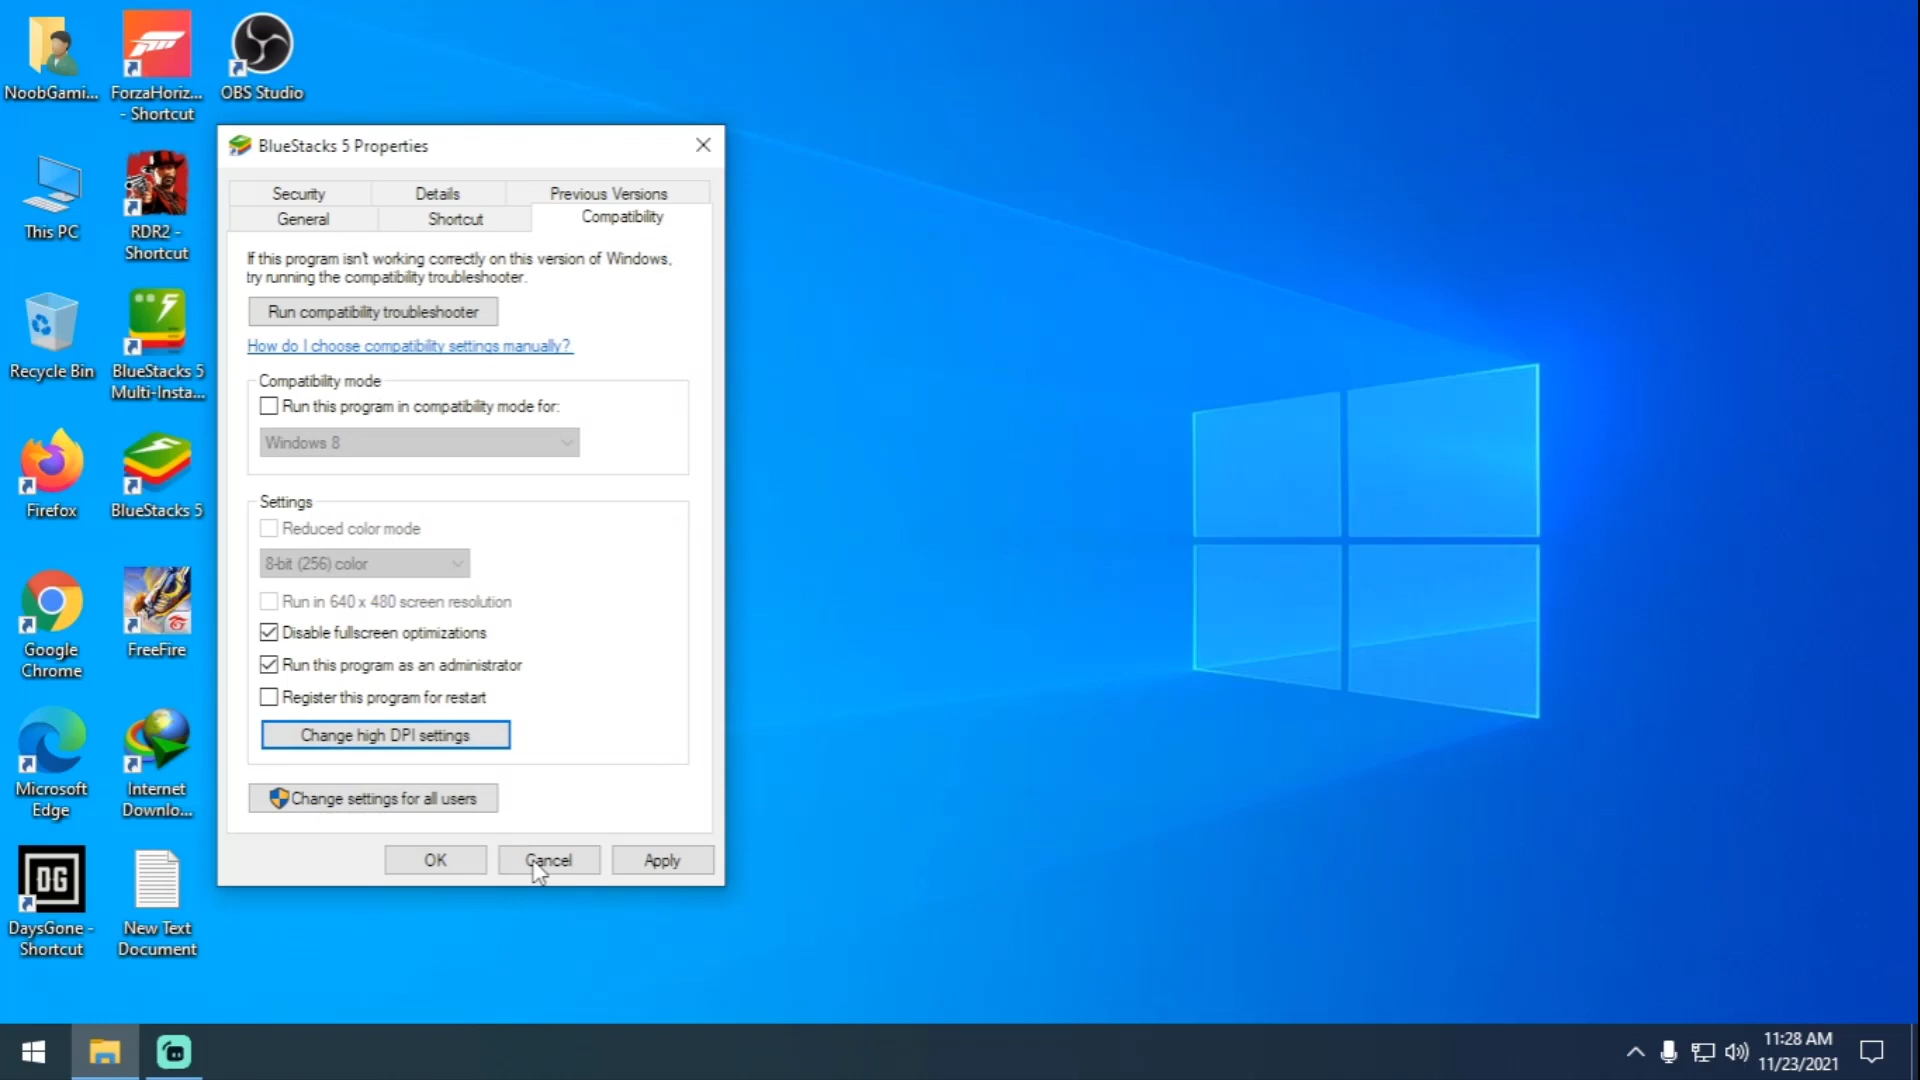 NoobGami...
ForzaHoriz...
- Shortcut
OBS Studio
This PC
RDR2 -
Shortcut
Recycle Bin
BlueStacks 5
Multi-Insta...
Firefox
BlueStacks 5
Google
Chrome
FreeFire
Microsoft
Edge
Internet
Downlo...
DG
DaysGone -
Shortcut
New Text
Document
BlueStacks 5 Properties
Security
Details
Previous Versions
General
Shortcut
Compatibility
If this program isn't working correctly on this version of Windows,
try running the compatibility troubleshooter.
Run compatibility troubleshooter
How do I choose compatibility settings manually?
Compatibility mode
Run this program in compatibility mode for:
Windows 8
Settings
Reduced color mode
8-bit (256) color
Run in 640 x 480 screen resolution
Disable fullscreen optimizations
Run this program as an administrator
Register this program for restart
Change high DPI settings
Change settings for all users
OK
Cancel
Apply
11:28 AM
11/23/2021